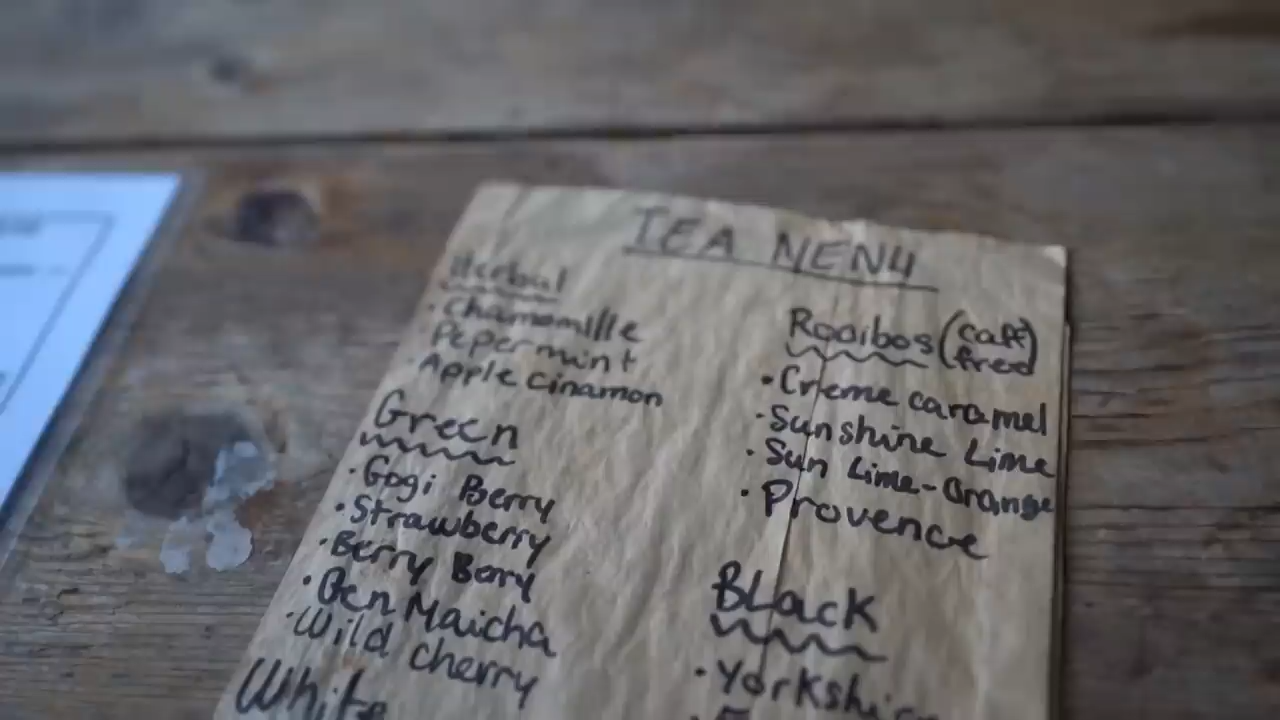 TEA MENU
Herbal
• Chamomille
• Pepermint
• Apple cinamon
Green
• Gogi Berry
• Strawberry
• Berry Berry
• Gen Maicha
• Wild cherry
White
Rooibos (caff free)
• Creme caramel
• Sunshine Lime
• Sun Lime-Orange
• Provence
Black
• Yorkshire